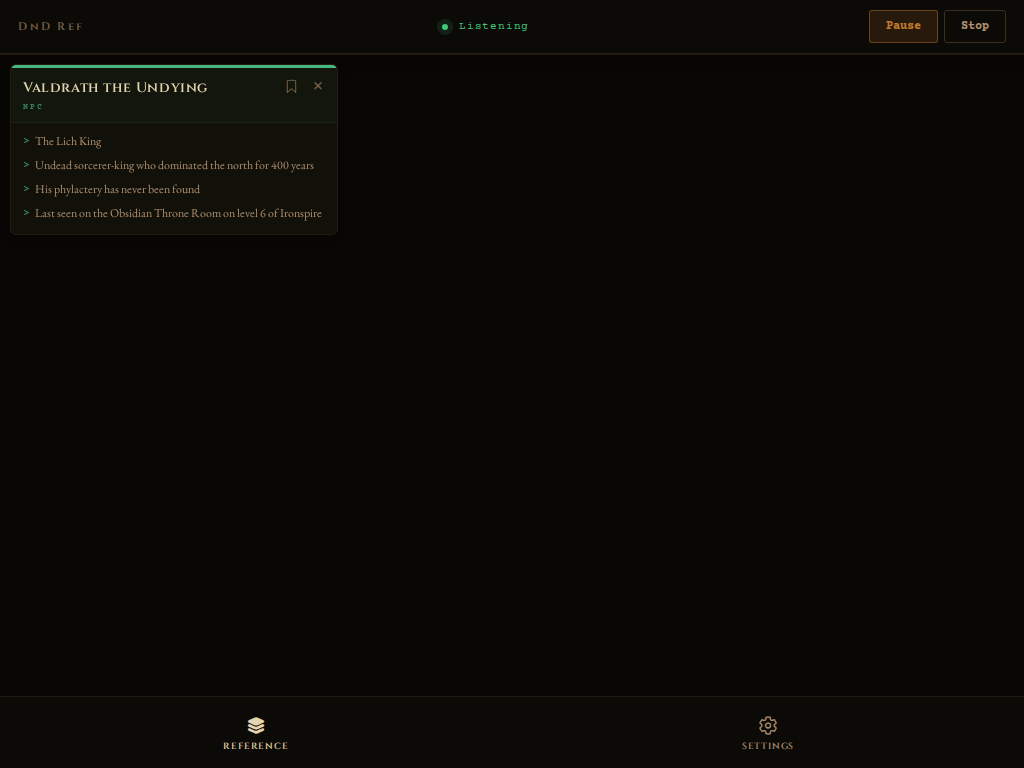 DnD Ref
Listening
Pause
Stop
Valdrath the Undying
NPC
> The Lich King
> Undead sorcerer-king who dominated the north for 400 years
> His phylactery has never been found
> Last seen on the Obsidian Throne Room on level 6 of Ironspire
REFERENCE
SETTINGS